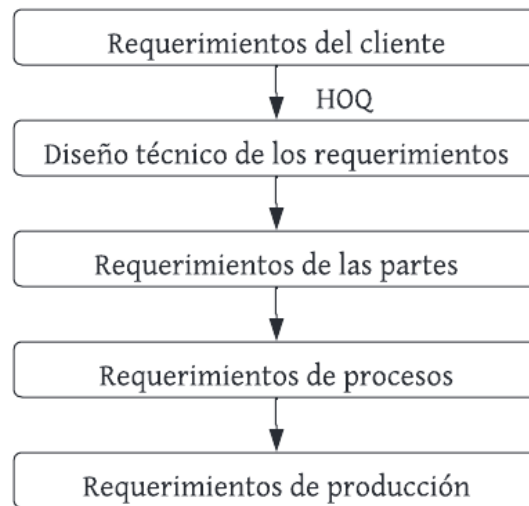 Requerimientos del cliente
HOQ
Diseño técnico de los requerimientos
Requerimientos de las partes
Requerimientos de procesos
Requerimientos de producción